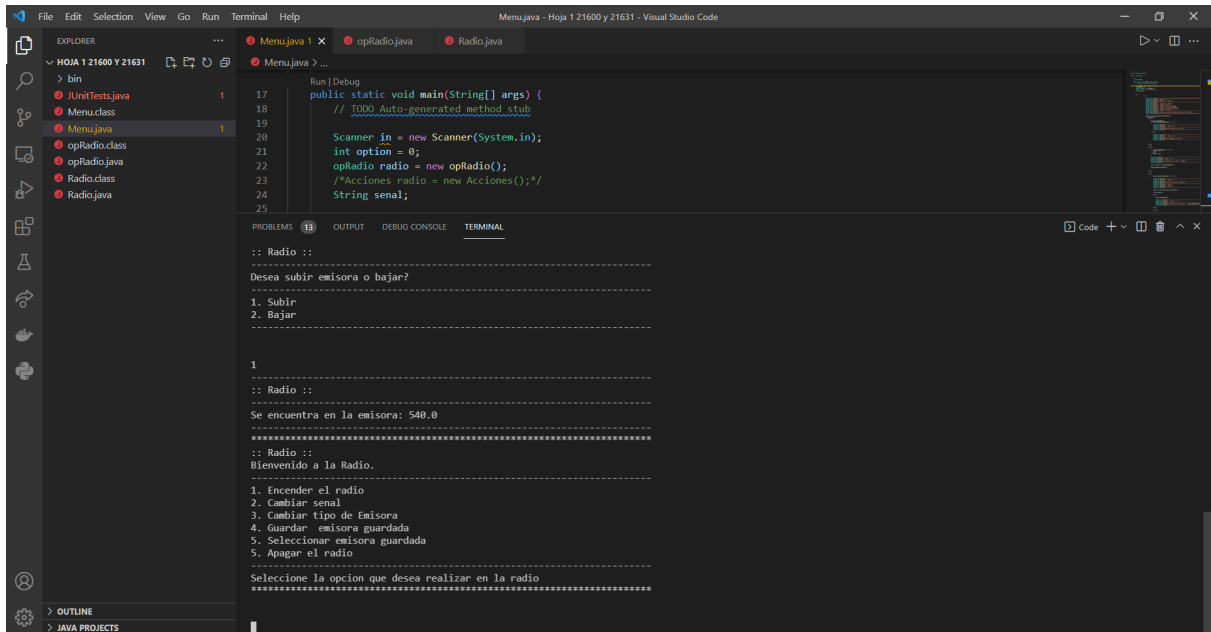 File Edit Selection View Go Run Terminal Help
Menu.java - Hoja 1 21600 y 21631 - Visual Studio Code
EXPLORER
HOJA 1 21600 Y 21631
> bin
JUnitTests.java 1
Menu.class
Menu.java 1
opRadio.class
opRadio.java
Radio.class
Radio.java
> OUTLINE
> JAVA PROJECTS
Menu.java 1 opRadio.java Radio.java
Menu.java > ...
Run | Debug
17 public static void main(String[] args) {
18 // TODO Auto-generated method stub
19
20 Scanner in = new Scanner(System.in);
21 int option = 0;
22 opRadio radio = new opRadio();
23 /*Acciones radio = new Acciones();*/
24 String senal;
25
PROBLEMS 13 OUTPUT DEBUG CONSOLE TERMINAL
Code
:: Radio ::
Desea subir emisora o bajar?
1. Subir
2. Bajar
1
:: Radio ::
Se encuentra en la emisora: 540.0
:: Radio ::
Bienvenido a la Radio.
1. Encender el radio
2. Cambiar senal
3. Cambiar tipo de Emisora
4. Guardar  emisora guardada
5. Seleccionar emisora guardada
5. Apagar el radio
Seleccione la opcion que desea realizar en la radio